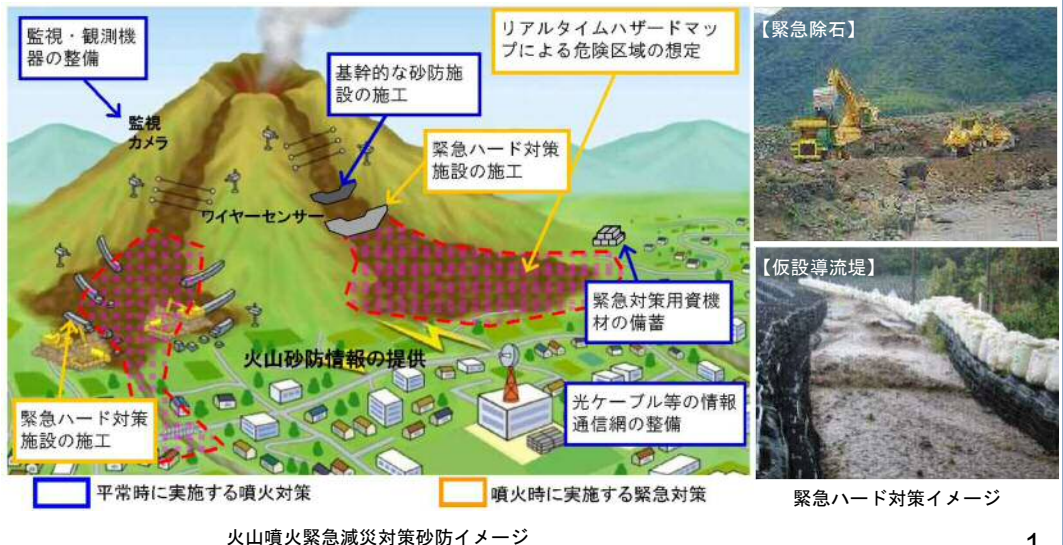 監視・観測機
器の整備
基幹的な砂防施
設の施工
リアルタイムハザードマッ
プによる危険区域の想定
監視
カメラ
緊急ハード対策
施設の施工
ワイヤーセンサー
緊急対策用資機
材の備蓄
火山砂防情報の提供
光ケーブル等の情報
通信網の整備
緊急ハード対策
施設の施工
平常時に実施する噴火対策
噴火時に実施する緊急対策
火山噴火緊急減災対策砂防イメージ
【緊急除石】
【仮設導流堤】
緊急ハード対策イメージ
1